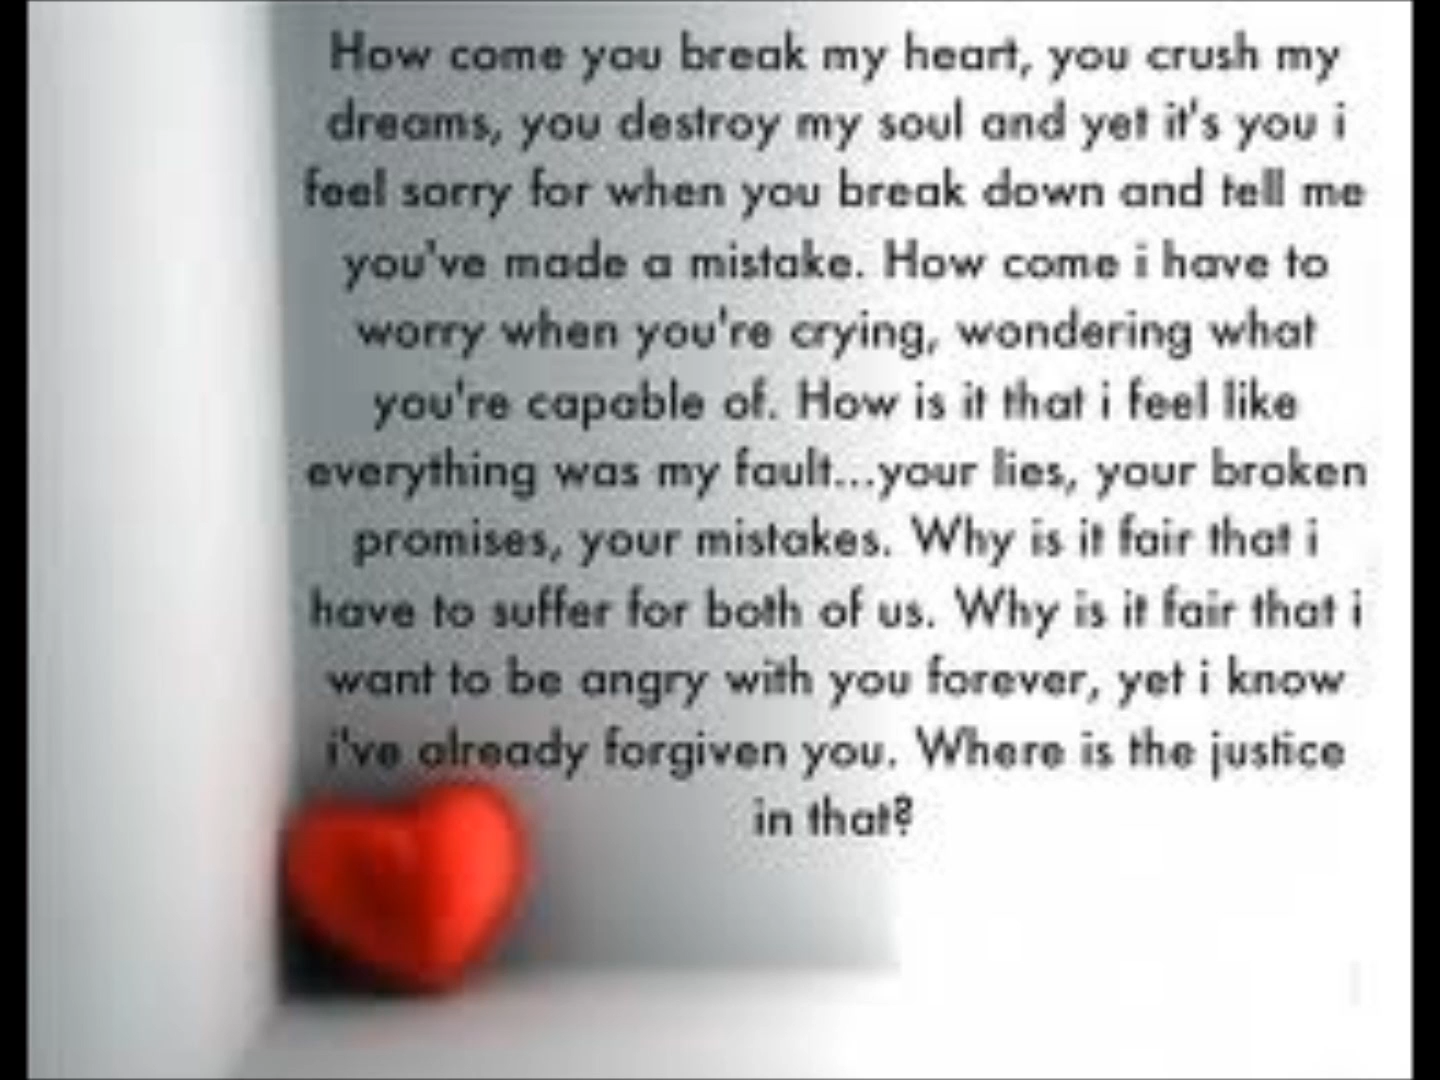 How come you break my heart, you crush my
dreams, you destroy my soul and yet it's you i
feel sorry for when you break down and tell me
you've made a mistake. How come i have to
worry when you're crying, wondering what
you're capable of. How is it that i feel like
everything was my fault...your lies, your broken
promises, your mistakes. Why is it fair that i
have to suffer for both of us. Why is it fair that i
want to be angry with you forever, yet i know
i've already forgiven you. Where is the justice
in that?